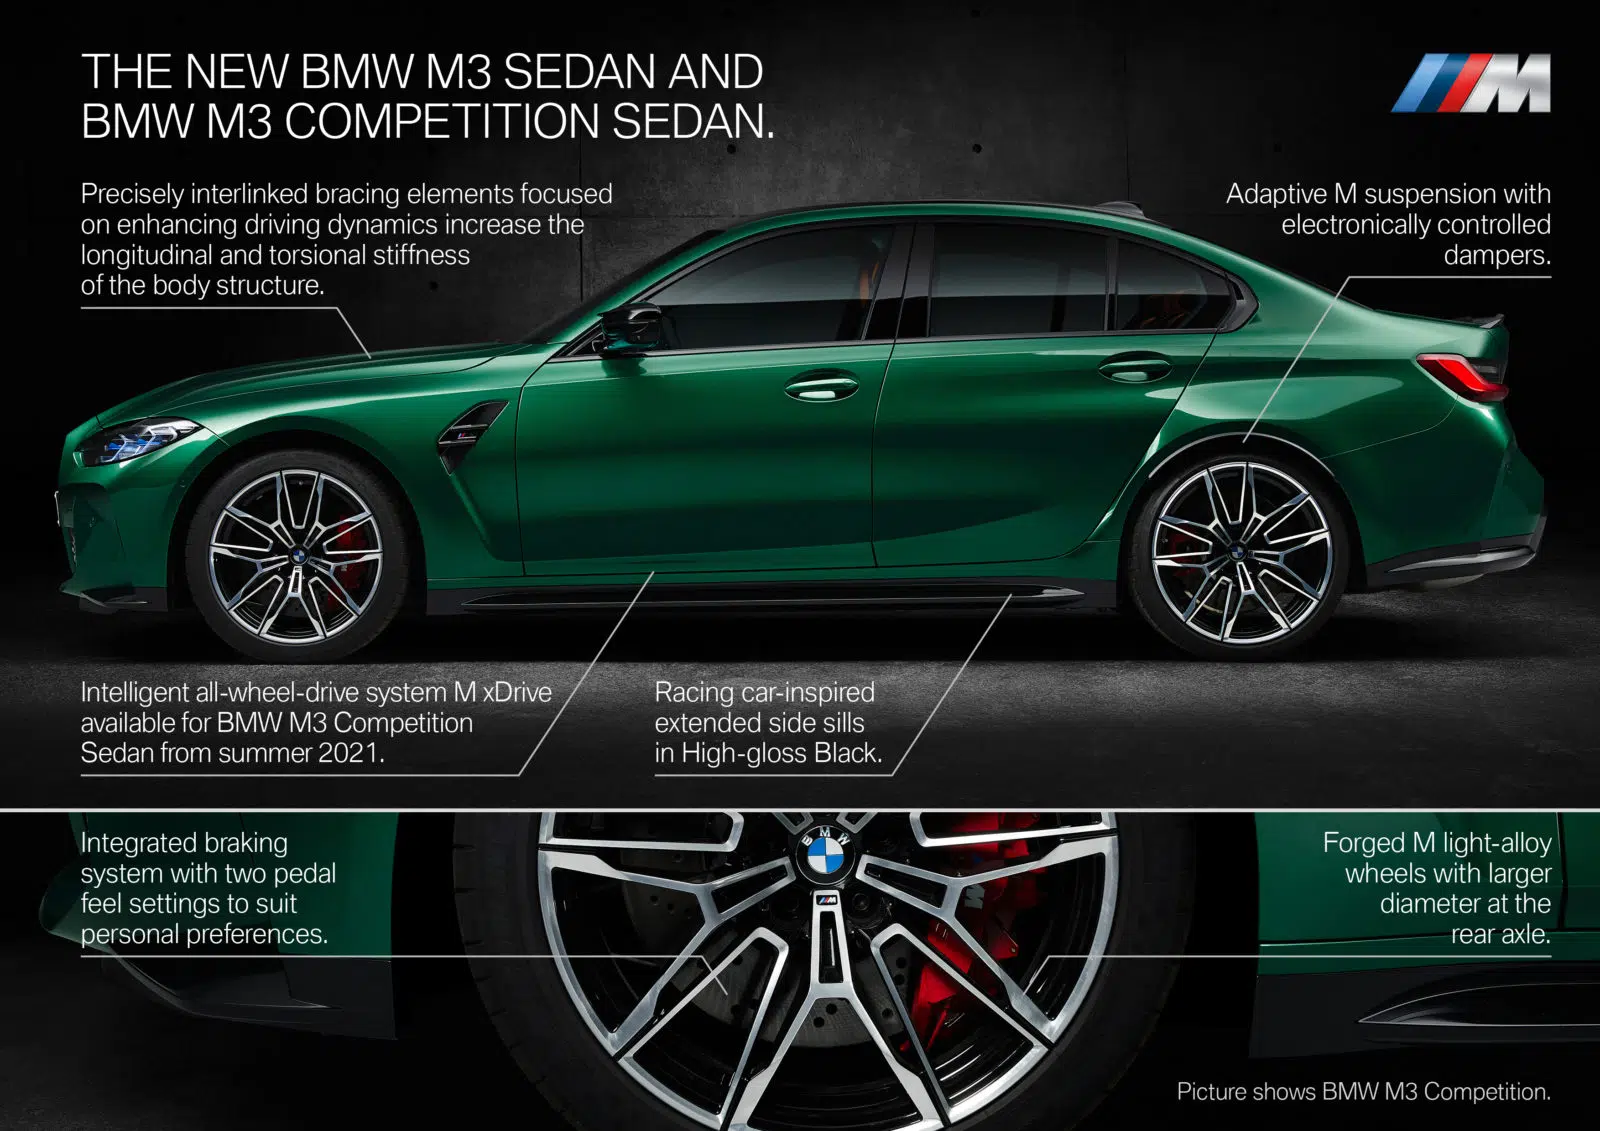 THE NEW BMW M3 SEDAN AND
BMW M3 COMPETITION SEDAN.
M
Precisely interlinked bracing elements focused
on enhancing driving dynamics increase the
longitudinal and torsional stiffness
of the body structure.
Adaptive M suspension with
electronically controlled
dampers.
Intelligent all-wheel-drive system M xDrive
available for BMW M3 Competition
Sedan from summer 2021.
Racing car-inspired
extended side sills
in High-gloss Black.
Integrated braking
system with two pedal
feel settings to suit
personal preferences.
BMW
M
M
Forged M light-alloy
wheels with larger
diameter at the
rear axle.
Picture shows BMW M3 Competition.